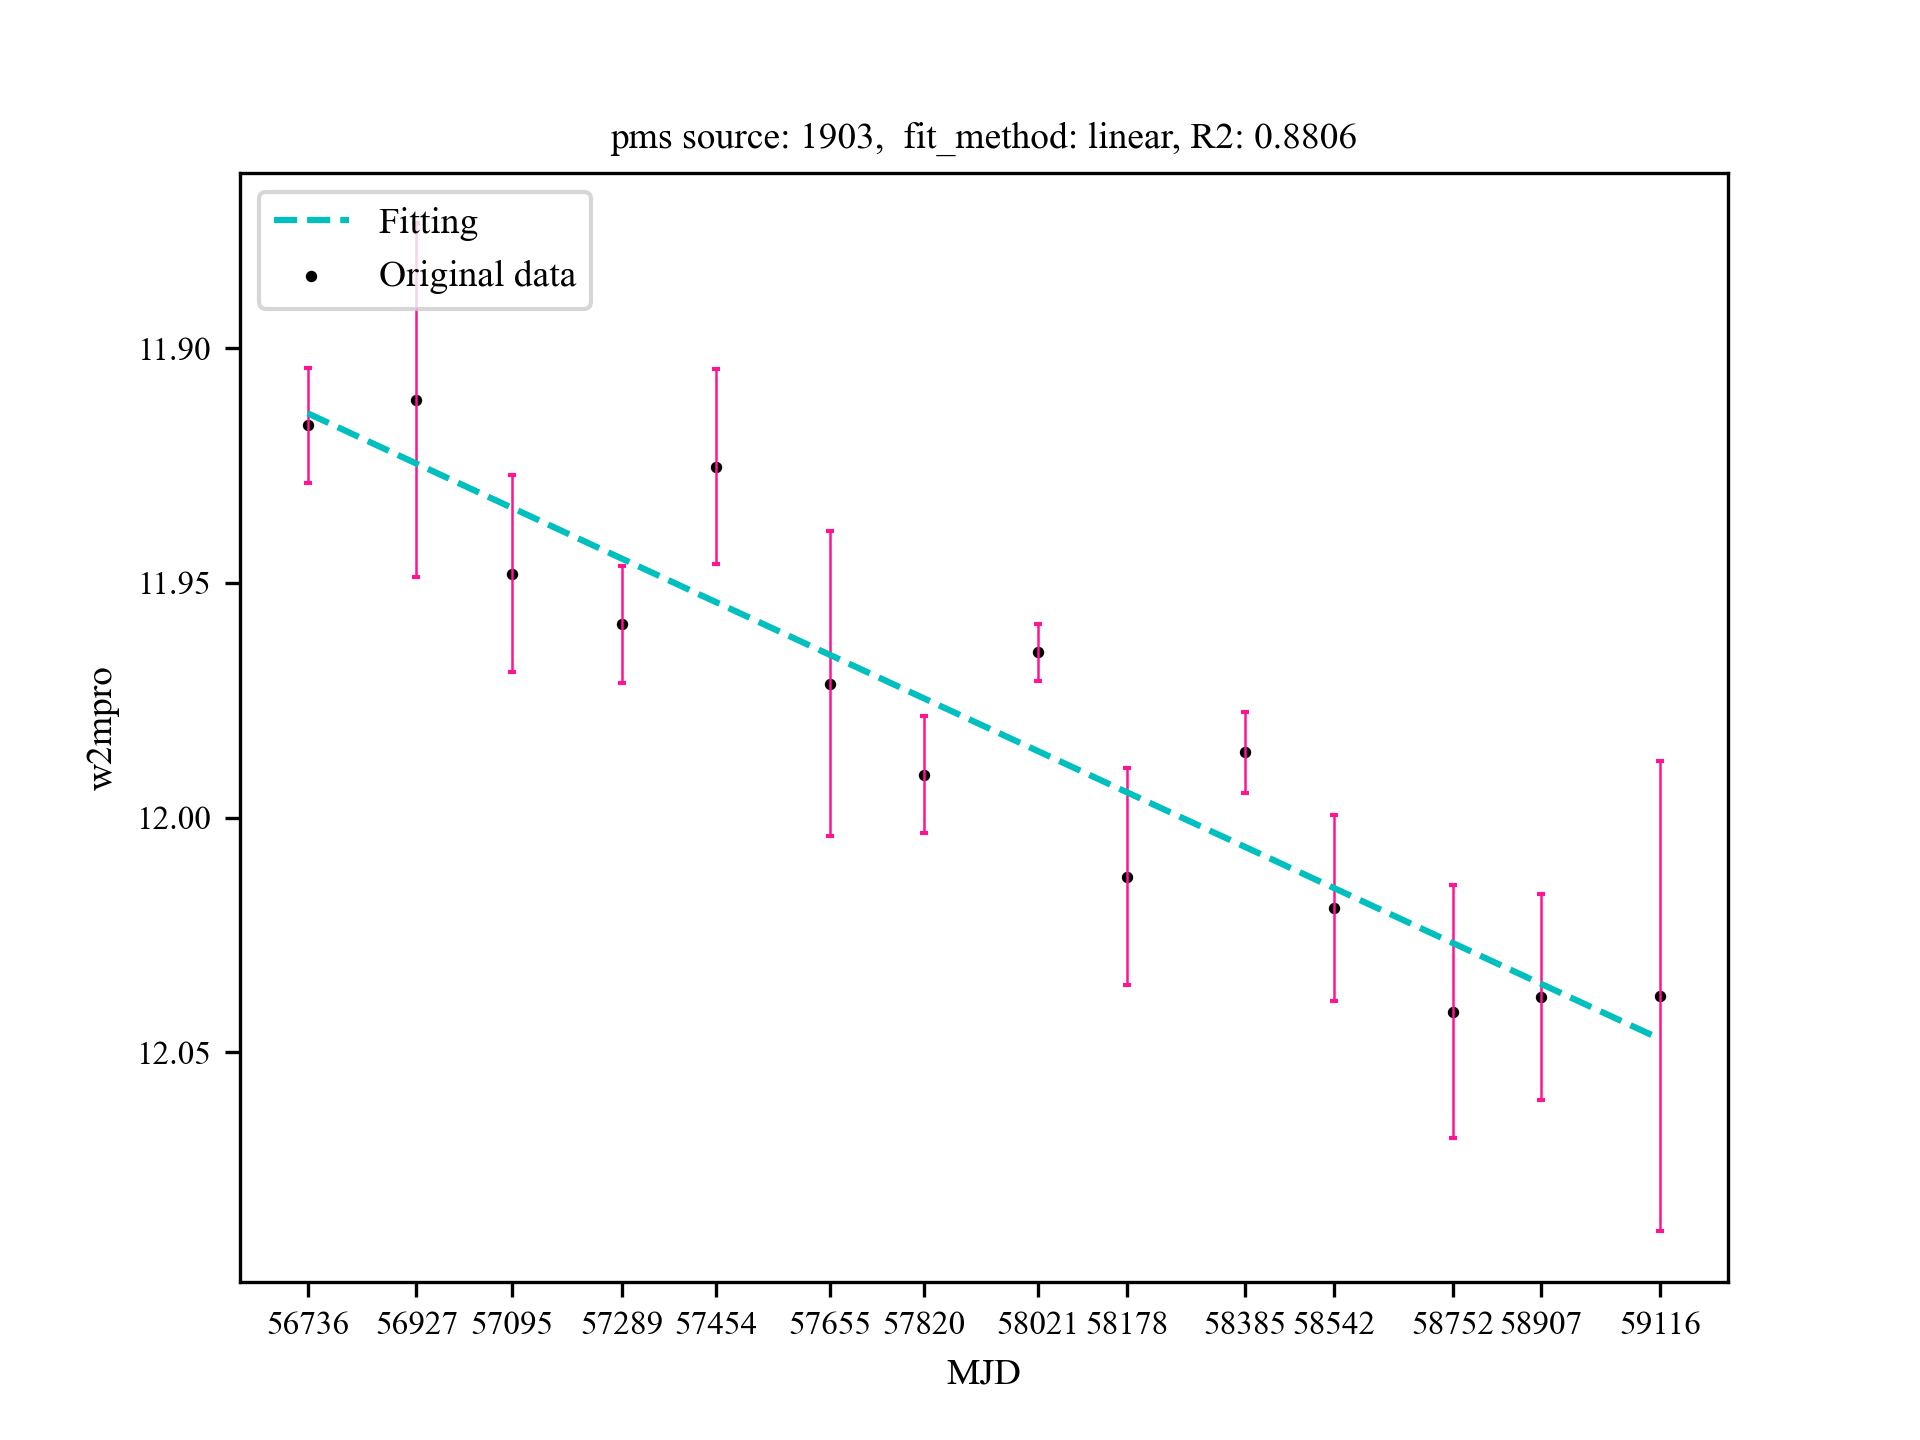 pms source: 1903,  fit_method: linear, R2: 0.8806
Fitting
Original data
11.90
11.95
12.00
12.05
w2mpro
56736 56927 57095 57289 57454 57655 57820 58021 58178 58385 58542 58752 58907 59116
MJD